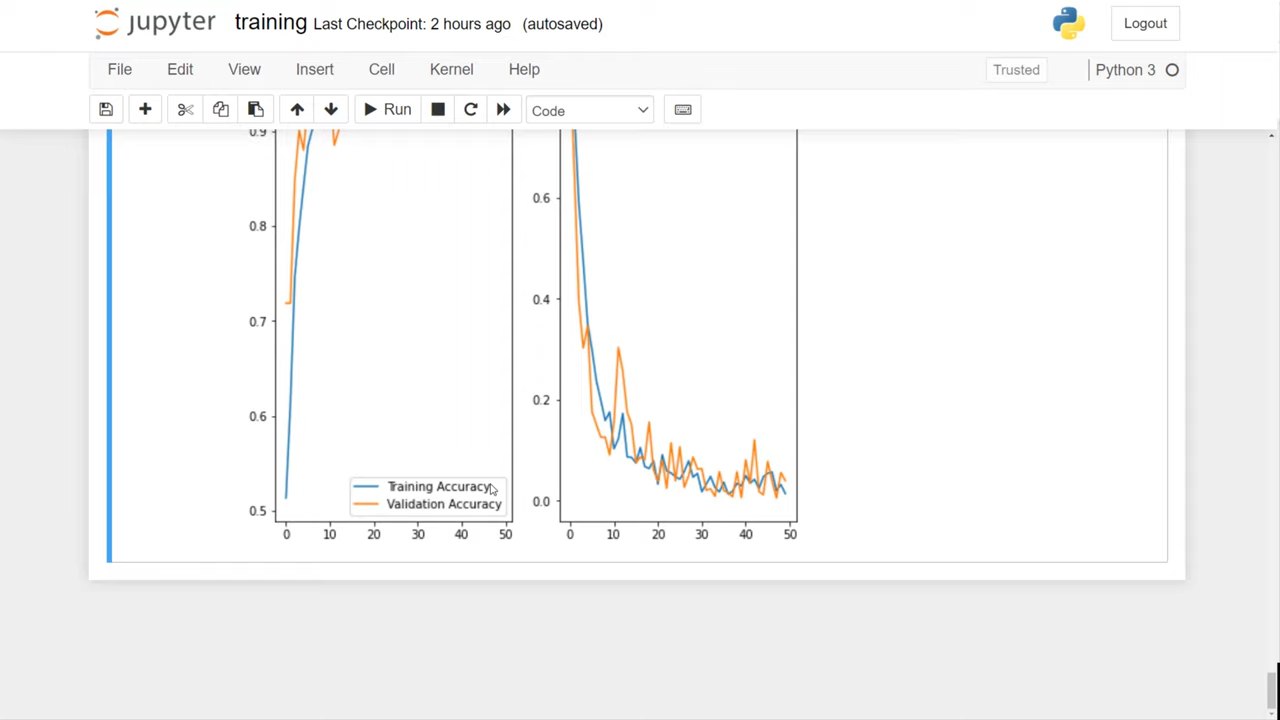 jupyter training Last Checkpoint: 2 hours ago (autosaved) Logout
File Edit View Insert Cell Kernel Help Trusted Python 3
Run Code
0.9
0.8
0.7
0.6
0.5
Training Accuracy
Validation Accuracy
0 10 20 30 40 50
0.6
0.4
0.2
0.0
0 10 20 30 40 50